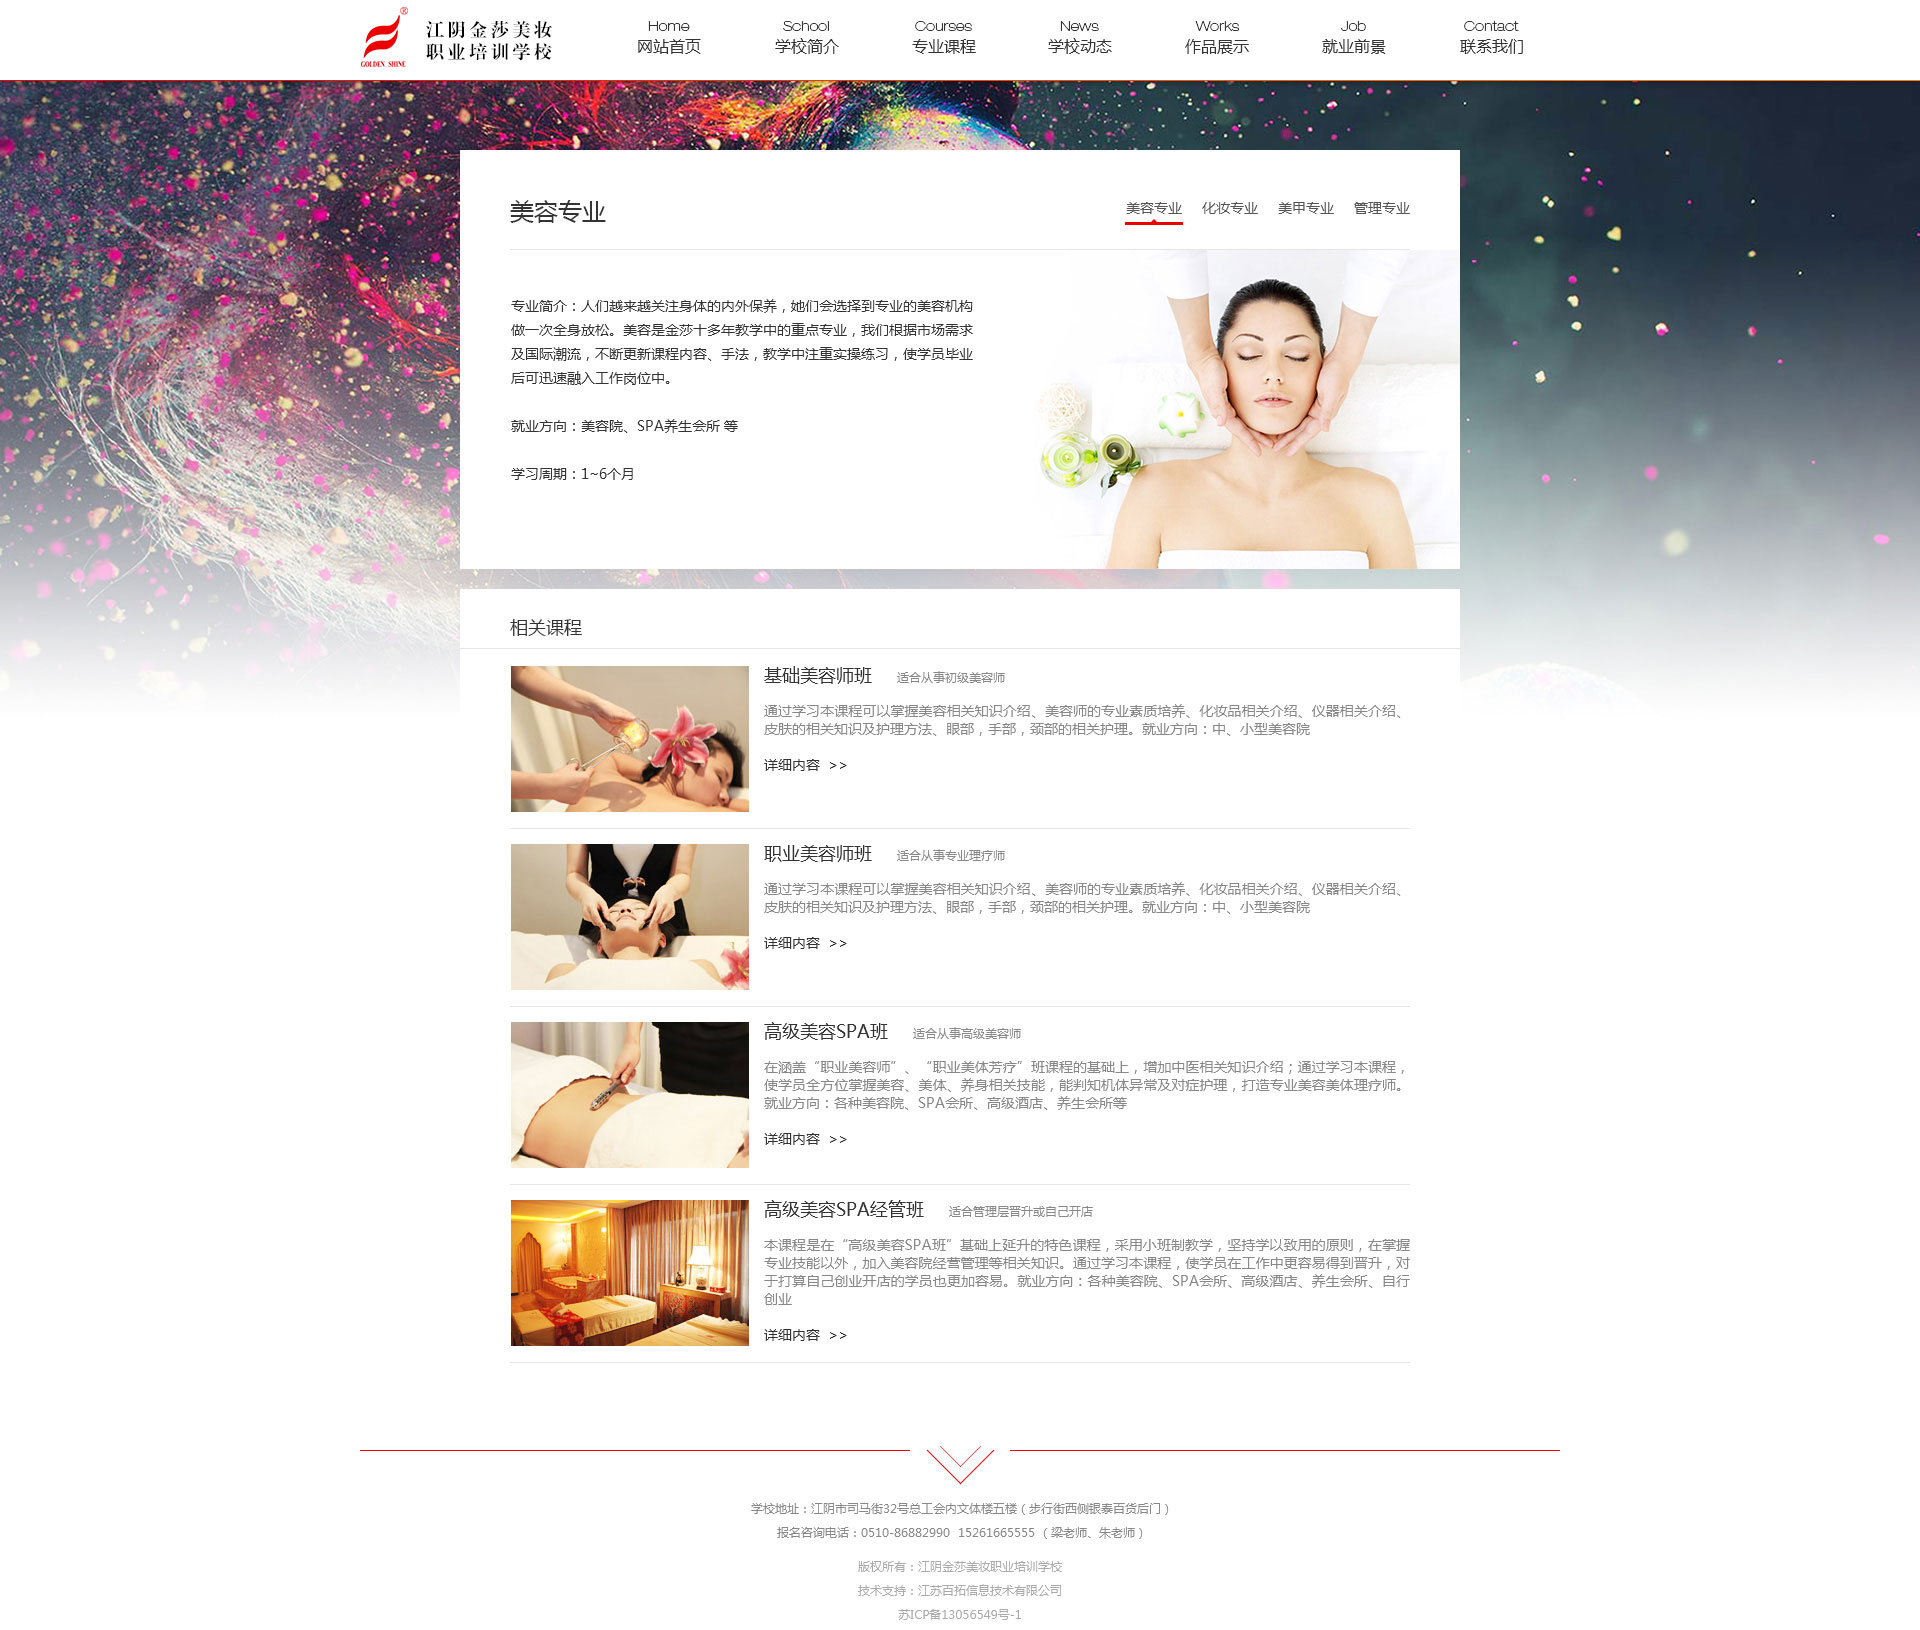 ®
GOLDEN SHINE
江阴金莎美妆
职业培训学校
Home
网站首页
School
学校简介
Courses
专业课程
News
学校动态
Works
作品展示
Job
就业前景
Contact
联系我们
美容专业
美容专业 化妆专业 美甲专业 管理专业
专业简介：人们越来越关注身体的内外保养，她们会选择到专业的美容机构
做一次全身放松。美容是金莎十多年教学中的重点专业，我们根据市场需求
及国际潮流，不断更新课程内容、手法，教学中注重实操练习，使学员毕业
后可迅速融入工作岗位中。
就业方向：美容院、SPA养生会所 等
学习周期：1~6个月
相关课程
基础美容师班 适合从事初级美容师
通过学习本课程可以掌握美容相关知识介绍、美容师的专业素质培养、化妆品相关介绍、仪器相关介绍、
皮肤的相关知识及护理方法、眼部，手部，颈部的相关护理。就业方向：中、小型美容院
详细内容 >>
职业美容师班 适合从事专业理疗师
通过学习本课程可以掌握美容相关知识介绍、美容师的专业素质培养、化妆品相关介绍、仪器相关介绍、
皮肤的相关知识及护理方法、眼部，手部，颈部的相关护理。就业方向：中、小型美容院
详细内容 >>
高级美容SPA班 适合从事高级美容师
在涵盖“职业美容师”、“职业美体芳疗”班课程的基础上，增加中医相关知识介绍；通过学习本课程，
使学员全方位掌握美容、美体、养身相关技能，能判知机体异常及对症护理，打造专业美容美体理疗师。
就业方向：各种美容院、SPA会所、高级酒店、养生会所等
详细内容 >>
高级美容SPA经管班 适合管理层晋升或自己开店
本课程是在“高级美容SPA班”基础上延升的特色课程，采用小班制教学，坚持学以致用的原则，在掌握
专业技能以外，加入美容院经营管理等相关知识。通过学习本课程，使学员在工作中更容易得到晋升，对
于打算自己创业开店的学员也更加容易。就业方向：各种美容院、SPA会所、高级酒店、养生会所、自行
创业
详细内容 >>
学校地址：江阴市司马街32号总工会内文体楼五楼（步行街西侧银泰百货后门）
报名咨询电话：0510-86882990 15261665555 （梁老师、朱老师）
版权所有：江阴金莎美妆职业培训学校
技术支持：江苏百拓信息技术有限公司
苏ICP备13056549号-1